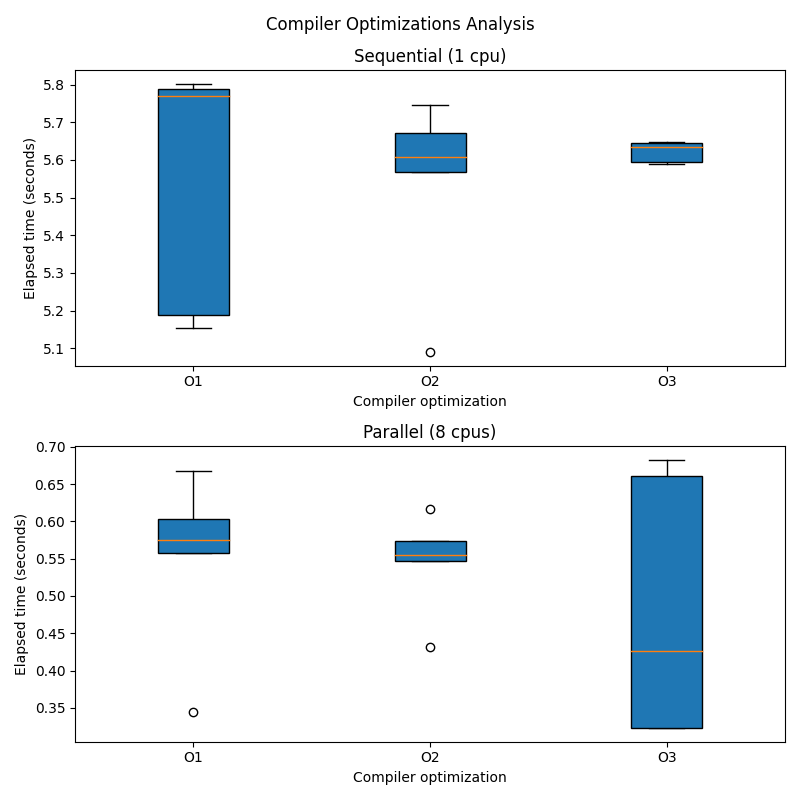 Compiler Optimizations Analysis
Sequential (1 cpu)
Elapsed time (seconds)
5.8
5.7
5.6
5.5
5.4
5.3
5.2
5.1
O1 O2 O3
Compiler optimization
Parallel (8 cpus)
Elapsed time (seconds)
0.70
0.65
0.60
0.55
0.50
0.45
0.40
0.35
O1 O2 O3
Compiler optimization